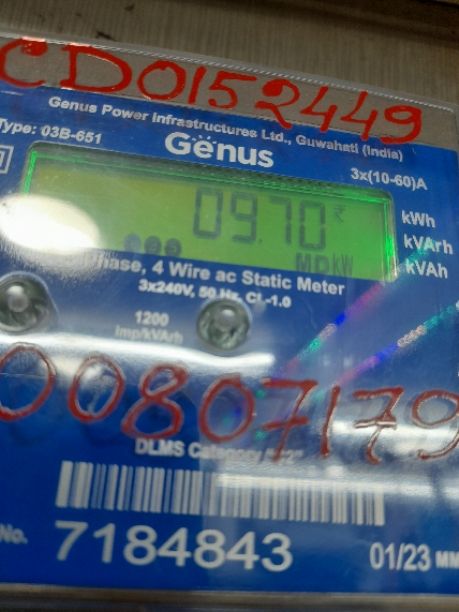 CD0152449
Genus Power Infrastructures Ltd., Guwahati (India)
Type: 03B-651
Genus
3x(10-60)A
09.70
kWh
kVArh
kVAh
MD kW
Phase, 4 Wire ac Static Meter
3x240V, 50 Hz, CL-1.0
1200
imp/kVArh
00807179
DLMS Category
No. 7184843
01/23